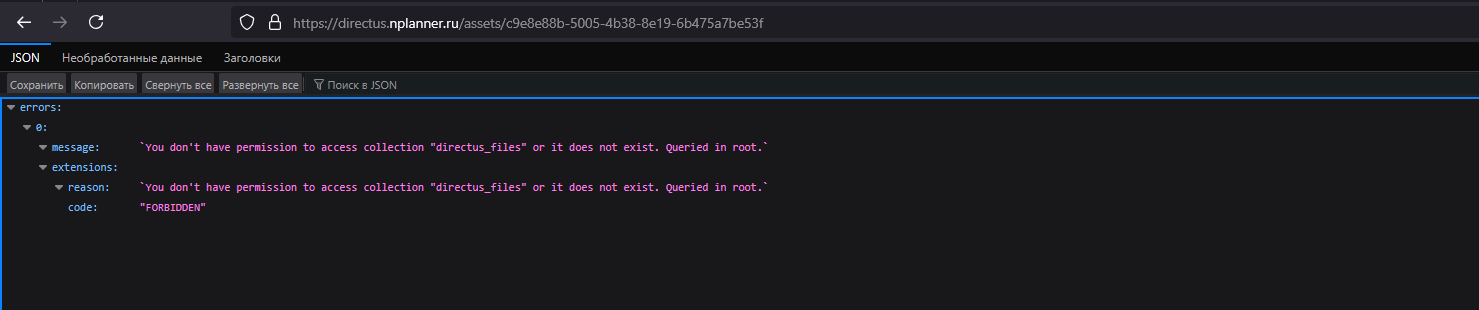 https://directus.nplanner.ru/assets/c9e8e88b-5005-4b38-8e19-6b475a7be53f
JSON Необработанные данные Заголовки
Сохранить Копировать Свернуть все Развернуть все Поиск в JSON
errors:
0:
message: `You don't have permission to access collection "directus_files" or it does not exist. Queried in root.`
extensions:
reason: `You don't have permission to access collection "directus_files" or it does not exist. Queried in root.`
code: "FORBIDDEN"